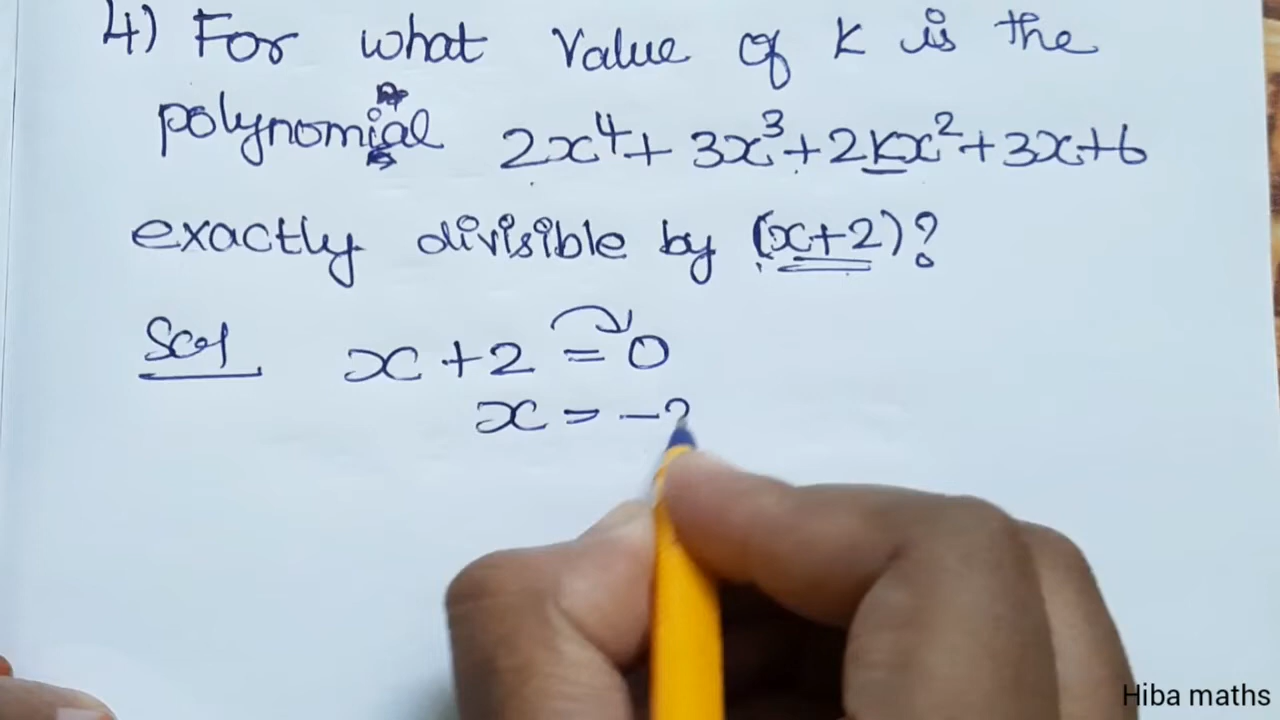 4) For what value of K is the
polynomial 2x⁴ + 3x³ + 2kx² + 3x + 6
exactly divisible by (x+2)?
Sol x + 2 = 0
x = -2
Hiba maths